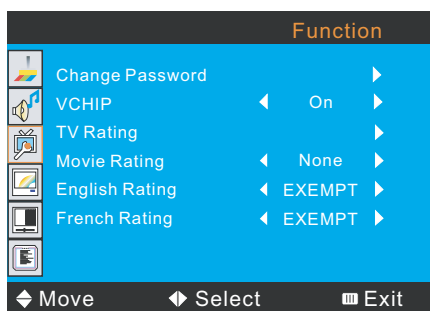 Function
Change Password
VCHIP On
TV Rating
Movie Rating None
English Rating EXEMPT
French Rating EXEMPT
Move Select Exit